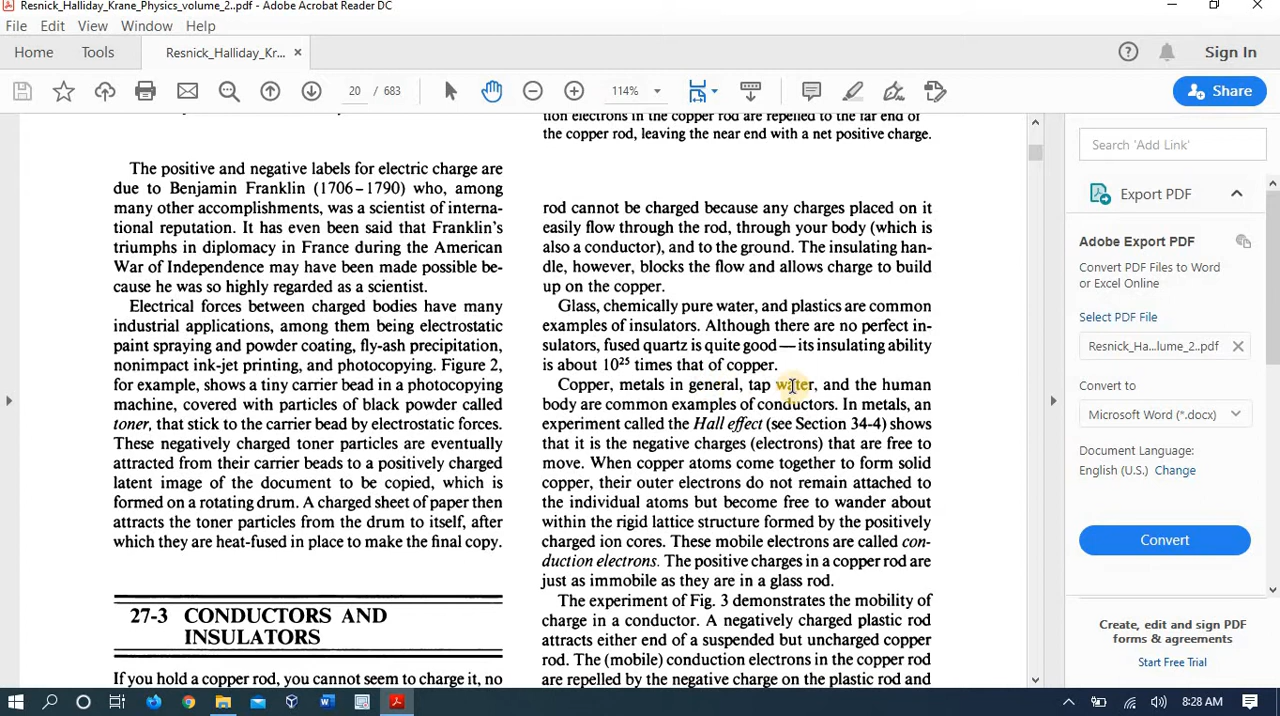 Resnick_Halliday_Krane_Physics_volume_2..pdf - Adobe Acrobat Reader DC
File Edit View Window Help
Home Tools Resnick_Halliday_Kr... × Sign In
20 / 683 114% Share
The positive and negative labels for electric charge are
due to Benjamin Franklin (1706–1790) who, among
many other accomplishments, was a scientist of interna-
tional reputation. It has even been said that Franklin's
triumphs in diplomacy in France during the American
War of Independence may have been made possible be-
cause he was so highly regarded as a scientist.
Electrical forces between charged bodies have many
industrial applications, among them being electrostatic
paint spraying and powder coating, fly-ash precipitation,
nonimpact ink-jet printing, and photocopying. Figure 2,
for example, shows a tiny carrier bead in a photocopying
machine, covered with particles of black powder called
toner, that stick to the carrier bead by electrostatic forces.
These negatively charged toner particles are eventually
attracted from their carrier beads to a positively charged
latent image of the document to be copied, which is
formed on a rotating drum. A charged sheet of paper then
attracts the toner particles from the drum to itself, after
which they are heat-fused in place to make the final copy.
27-3 CONDUCTORS AND
INSULATORS
If you hold a copper rod, you cannot seem to charge it, no
tion electrons in the copper rod are repelled to the far end of
the copper rod, leaving the near end with a net positive charge.
rod cannot be charged because any charges placed on it
easily flow through the rod, through your body (which is
also a conductor), and to the ground. The insulating han-
dle, however, blocks the flow and allows charge to build
up on the copper.
Glass, chemically pure water, and plastics are common
examples of insulators. Although there are no perfect in-
sulators, fused quartz is quite good—its insulating ability
is about 10²⁵ times that of copper.
Copper, metals in general, tap water, and the human
body are common examples of conductors. In metals, an
experiment called the Hall effect (see Section 34-4) shows
that it is the negative charges (electrons) that are free to
move. When copper atoms come together to form solid
copper, their outer electrons do not remain attached to
the individual atoms but become free to wander about
within the rigid lattice structure formed by the positively
charged ion cores. These mobile electrons are called con-
duction electrons. The positive charges in a copper rod are
just as immobile as they are in a glass rod.
The experiment of Fig. 3 demonstrates the mobility of
charge in a conductor. A negatively charged plastic rod
attracts either end of a suspended but uncharged copper
rod. The (mobile) conduction electrons in the copper rod
are repelled by the negative charge on the plastic rod and
Search 'Add Link'
Export PDF
Adobe Export PDF
Convert PDF Files to Word
or Excel Online
Select PDF File
Resnick_Ha...lume_2..pdf
Convert to
Microsoft Word (*.docx)
Document Language:
English (U.S.) Change
Convert
Create, edit and sign PDF
forms & agreements
Start Free Trial
8:28 AM